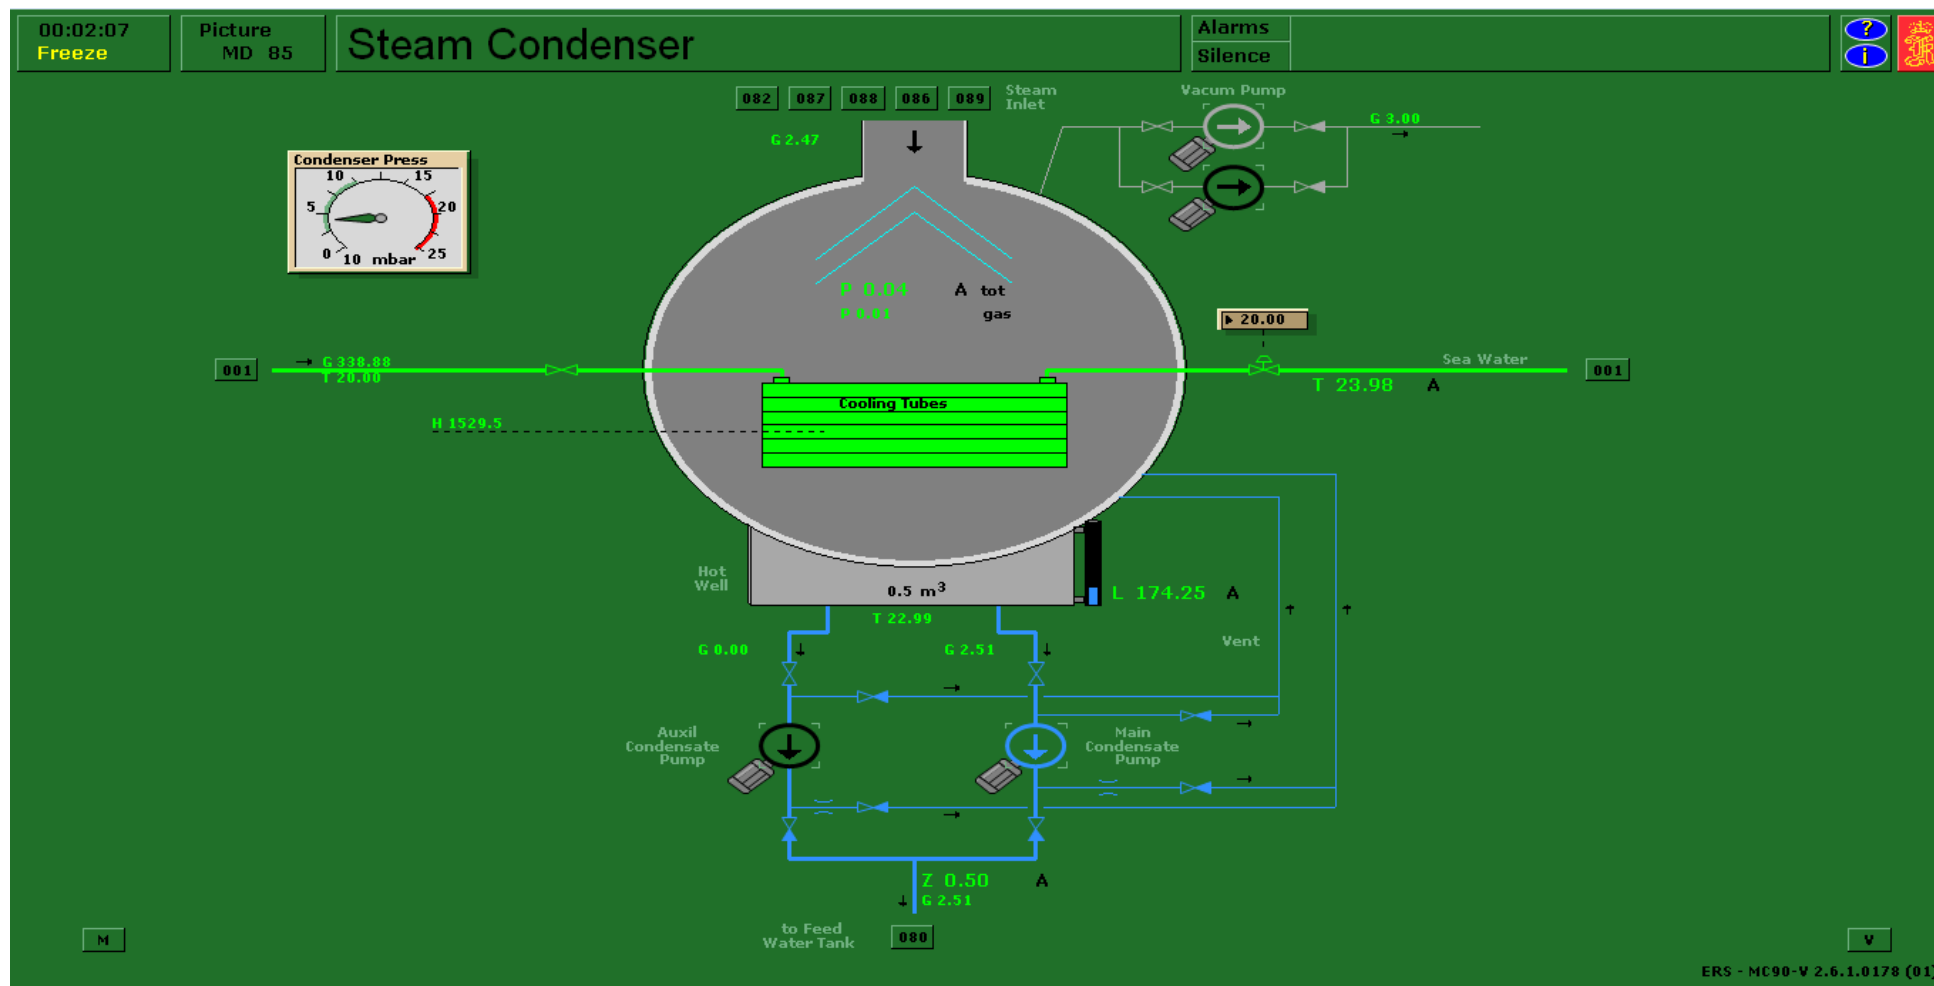 00:02:07
Freeze
Picture
MD 85
Steam Condenser
Alarms
Silence
?
i
082 087 088 086 089
Steam
Inlet
Vacum Pump
G 3.00
G 2.47
Condenser Press
10 15
5 20
0 25
10 mbar
P 0.04 A tot
P 0.01 gas
20.00
001
G 338.88
T 20.00
Sea Water
001
T 23.98 A
Cooling Tubes
H 1529.5
Hot
Well
0.5 m³
L 174.25 A
T 22.99
G 0.00
G 2.51
Vent
Auxil
Condensate
Pump
Main
Condensate
Pump
Z 0.50 A
G 2.51
to Feed
Water Tank
080
M
V
ERS - MC90-V 2.6.1.0178 (01)